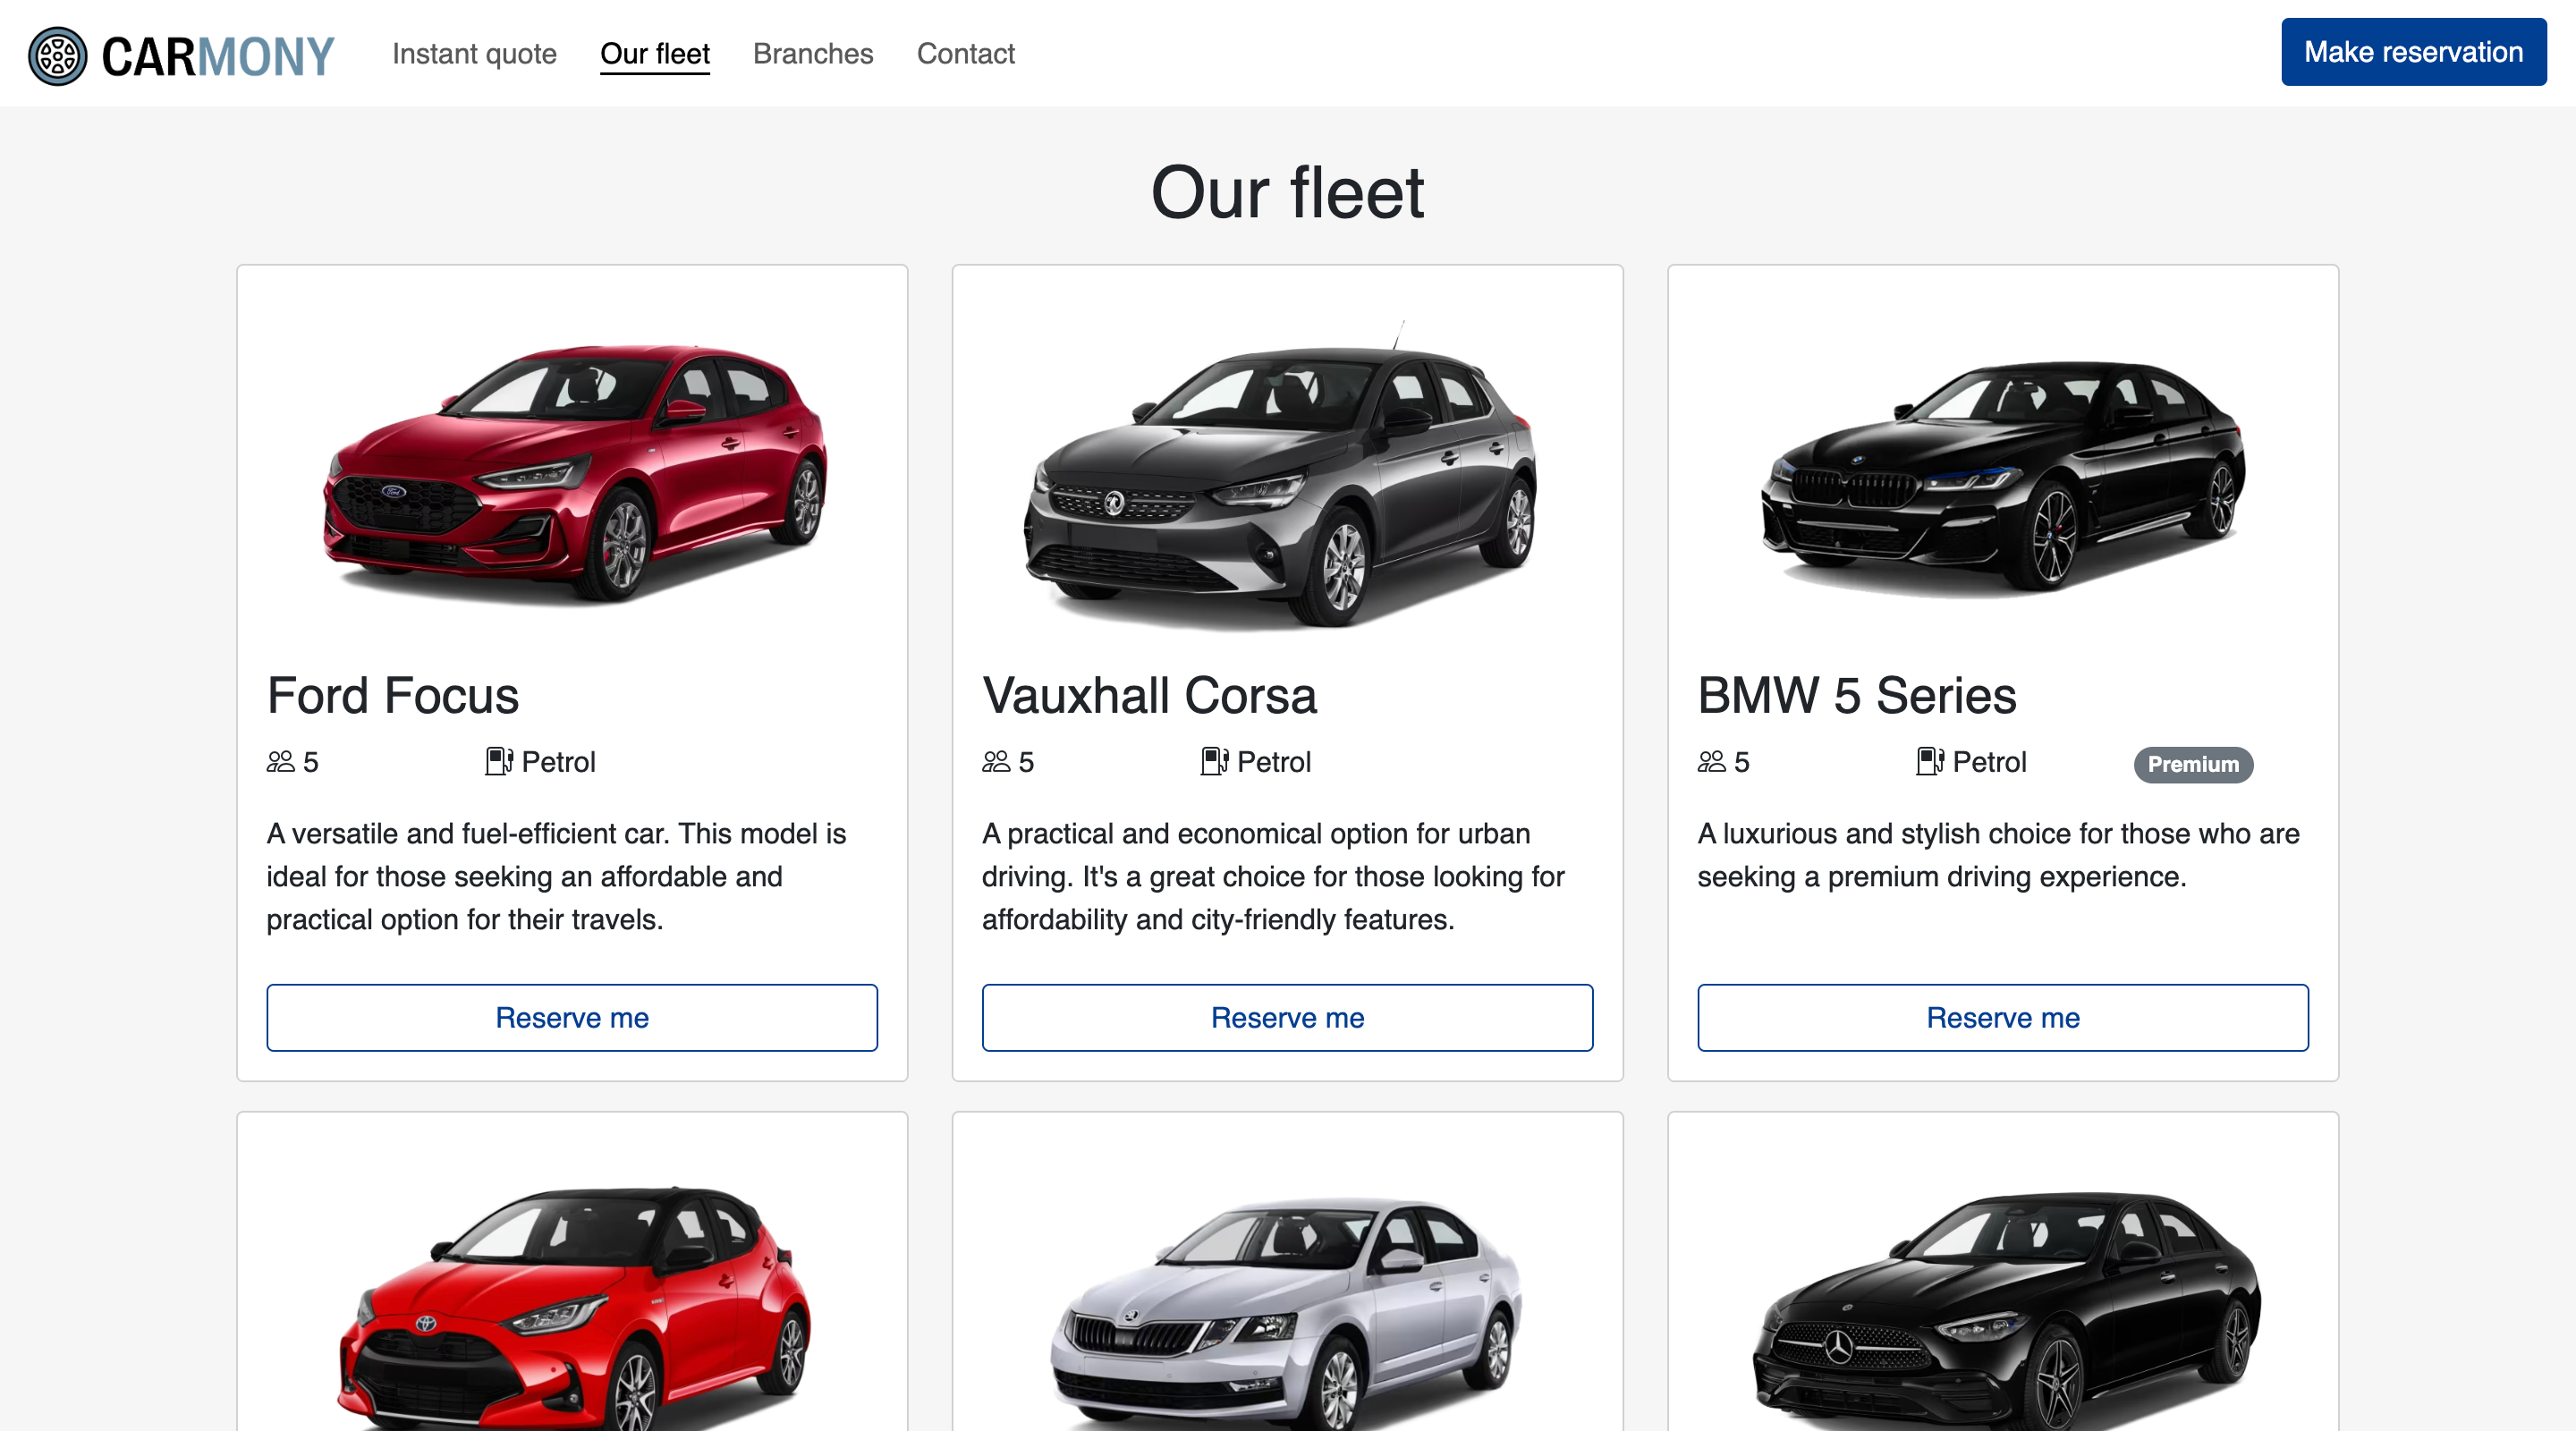 CARMONY
Instant quote
Our fleet
Branches
Contact
Make reservation
Our fleet
Ford Focus
5
Petrol
A versatile and fuel-efficient car. This model is
ideal for those seeking an affordable and
practical option for their travels.
Reserve me
Vauxhall Corsa
5
Petrol
A practical and economical option for urban
driving. It's a great choice for those looking for
affordability and city-friendly features.
Reserve me
BMW 5 Series
5
Petrol
Premium
A luxurious and stylish choice for those who are
seeking a premium driving experience.
Reserve me